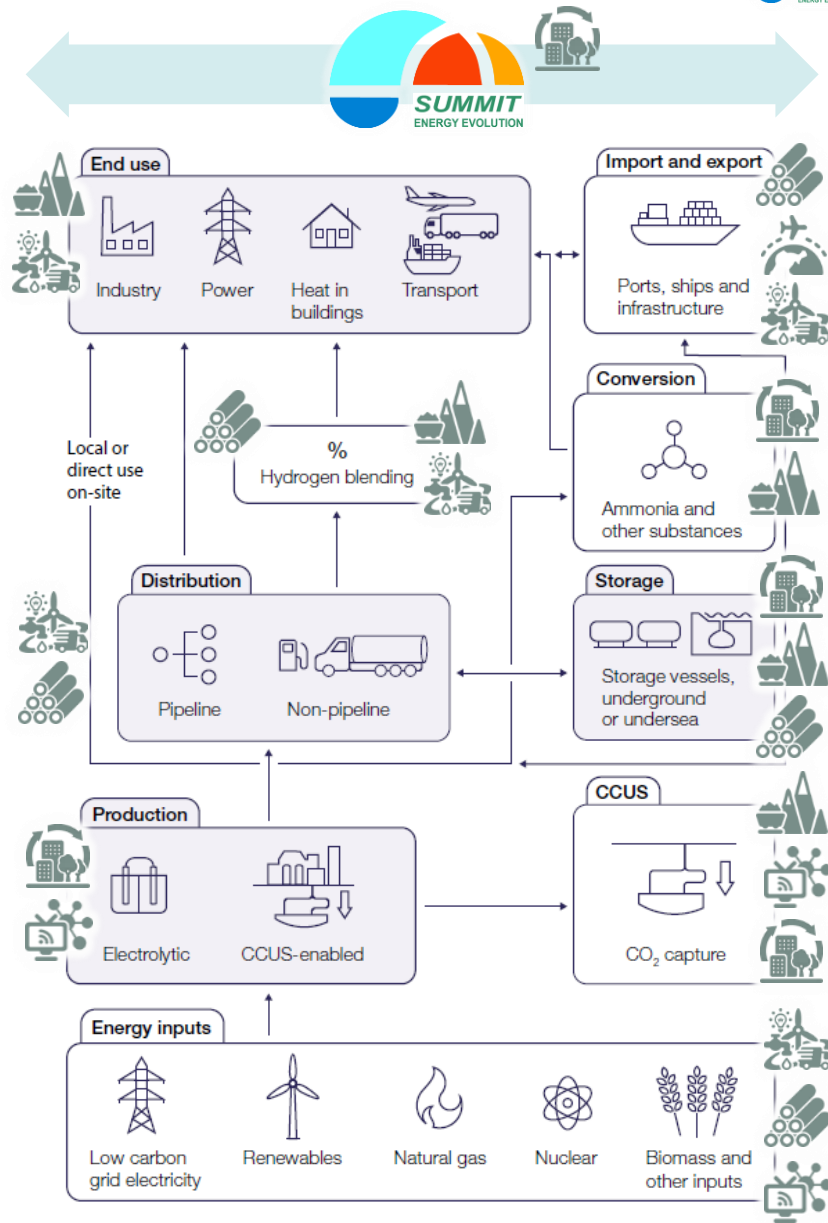 ENERGY E
SUMMIT
ENERGY EVOLUTION
End use
Import and export
Industry
Power
Heat in
buildings
Transport
Ports, ships and
infrastructure
Conversion
Local or
direct use
on-site
%
Hydrogen blending
Ammonia and
other substances
Distribution
Storage
Pipeline
Non-pipeline
Storage vessels,
underground
or undersea
Production
CCUS
Electrolytic
CCUS-enabled
CO₂ capture
Energy inputs
Low carbon
grid electricity
Renewables
Natural gas
Nuclear
Biomass and
other inputs